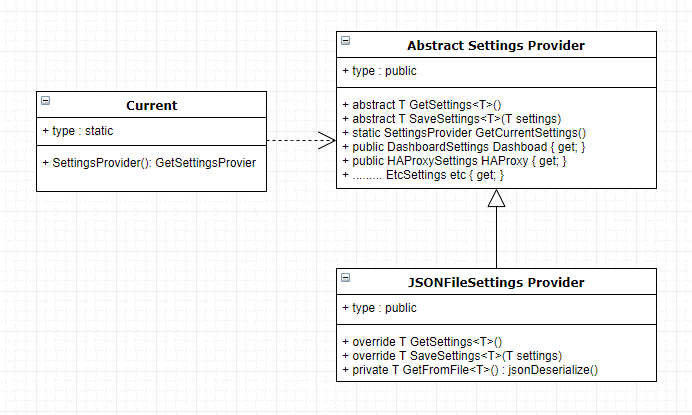 Current
+ type : static
+ SettingsProvider(): GetSettingsProvier
Abstract Settings Provider
+ type : public
+ abstract T GetSettings<T>()
+ abstract T SaveSettings<T>(T settings)
+ static SettingsProvider GetCurrentSettings()
+ public DashboardSettings Dashboad { get; }
+ public HAProxySettings HAProxy { get; }
+ ......... EtcSettings etc { get; }
JSONFileSettings Provider
+ type : public
+ override T GetSettings<T>()
+ override T SaveSettings<T>(T settings)
+ private T GetFromFile<T>() : jsonDeserialize()